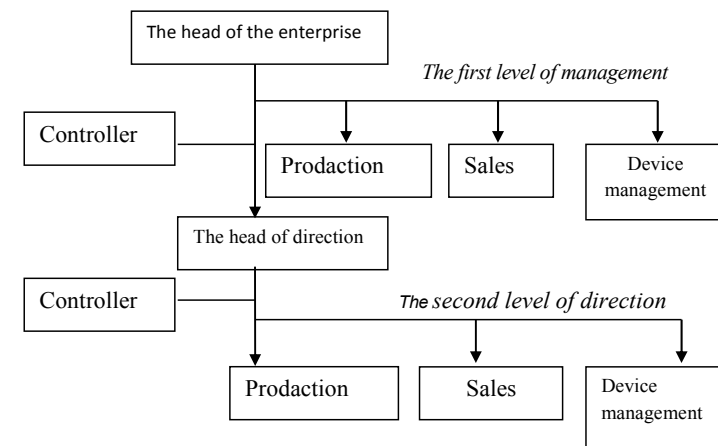 The head of the enterprise
The first level of management
Controller
Prodaction
Sales
Device
management
The head of direction
Controller
The second level of direction
Prodaction
Sales
Device
management